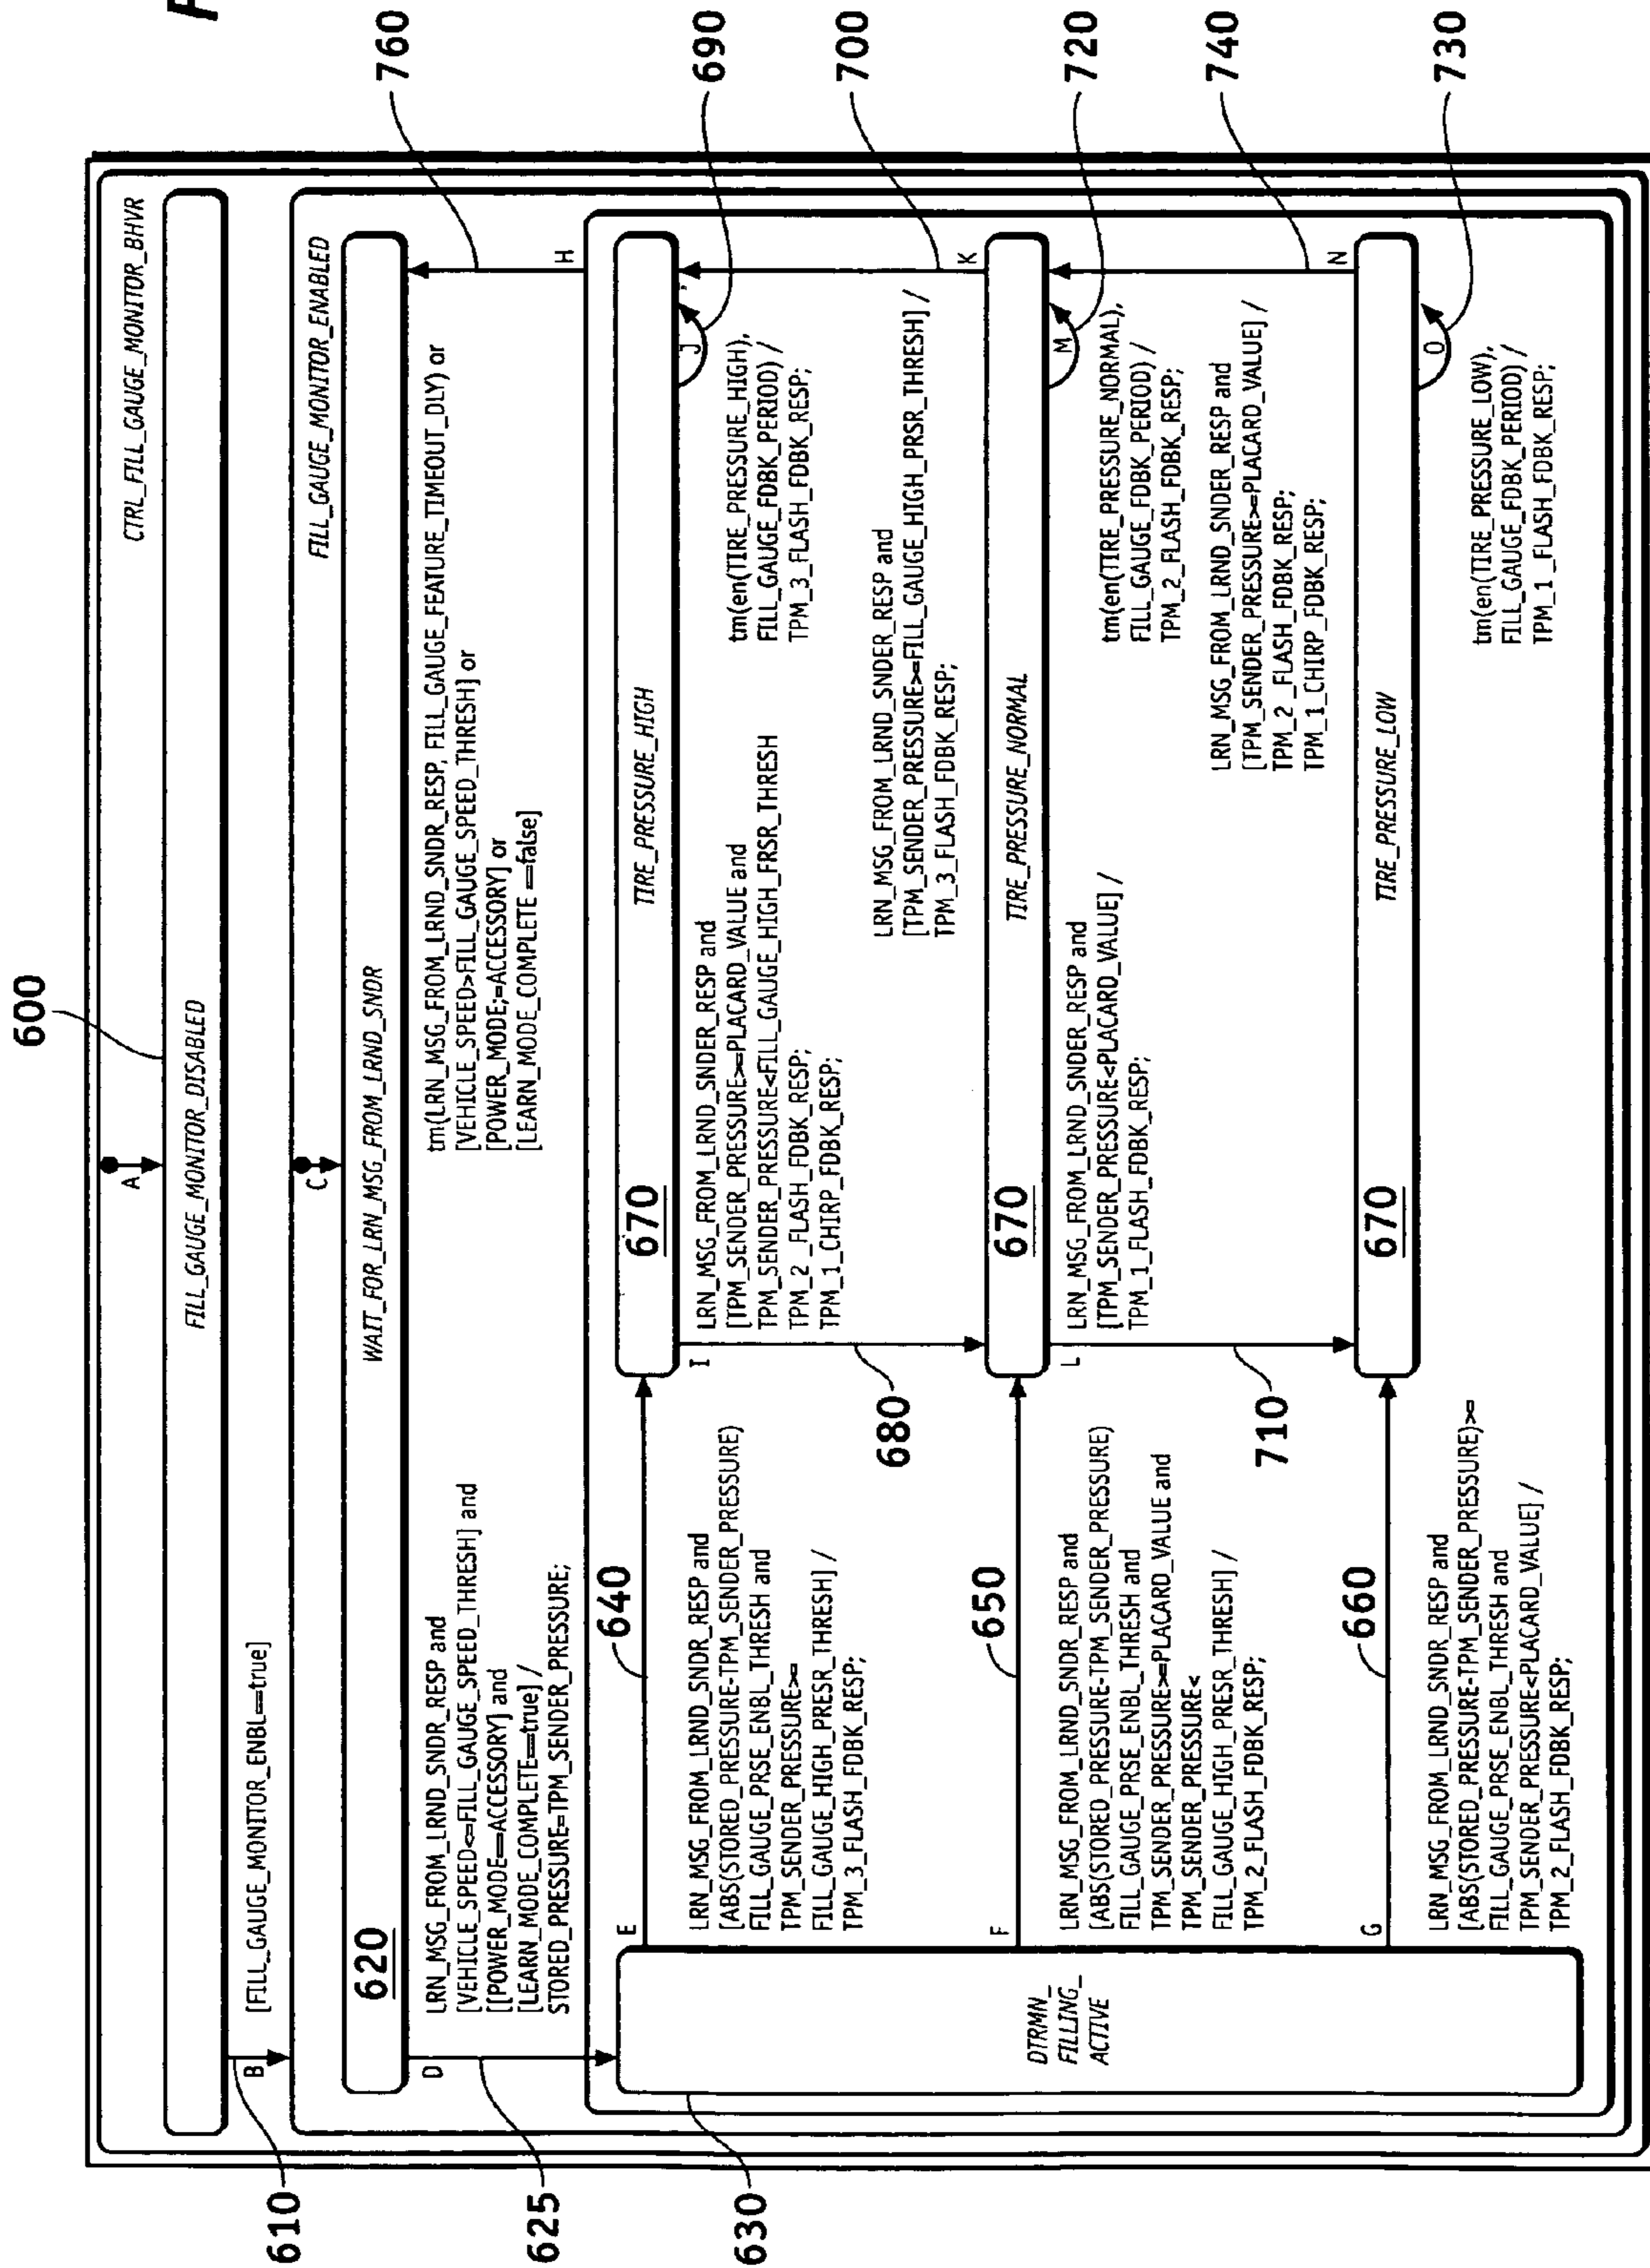 F
600
CTRL_FILL_GAUGE_MONITOR_BHVR
A
FILL_GAUGE_MONITOR_DISABLED
610
B
[FILL_GAUGE_MONITOR_ENBL==true]
FILL_GAUGE_MONITOR_ENABLED
C
620
WAIT_FOR_LRN_MSG_FROM_LRND_SNDR
760
625
D
LRN_MSG_FROM_LRND_SNDR_RESP and
[VEHICLE_SPEED<=FILL_GAUGE_SPEED_THRESH] and
[[POWER_MODE==ACCESSORY] and
[LEARN_MODE_COMPLETE==true] /
STORED_PRESSURE=TPM_SENDER_PRESSURE;
tm(LRN_MSG_FROM_LRND_SNDR_RESP, FILL_GAUGE_FEATURE_TIMEOUT_DLY) or
[VEHICLE_SPEED>FILL_GAUGE_SPEED_THRESH] or
[POWER_MODE;=ACCESSORY] or
[LEARN_MODE_COMPLETE ==false]
H
630
DTRMN_
FILLING_
ACTIVE
E
640
LRN_MSG_FROM_LRND_SNDR_RESP and
[ABS(STORED_PRESSURE-TPM_SENDER_PRESSURE)
FILL_GAUGE_PRSE_ENBL_THRESH and
TPM_SENDER_PRESSURE>=
FILL_GAUGE_HIGH_PRESR_THRESH] /
TPM_3_FLASH_FDBK_RESP;
670
TIRE_PRESSURE_HIGH
J
690
tm(en(TIRE_PRESSURE_HIGH),
FILL_GAUGE_FDBK_PERIOD) /
TPM_3_FLASH_FDBK_RESP;
I
680
LRN_MSG_FROM_LRND_SNDER_RESP and
[TPM_SENDER_PRESSURE>=PLACARD_VALUE and
TPM_SENDER_PRESSURE<FILL_GAUGE_HIGH_FRSR_THRESH
TPM_2 _FLASH_FDBK_RESP;
TPM_1_CHIRP_FDBK_RESP;
700
K
LRN_MSG_FROM_LRND_SNDER_RESP and
[TPM_SENDER_PRESSURE>=FILL_GAUGE_HIGH_PRSR_THRESH] /
TPM_3_FLASH_FDBK_RESP;
F
650
LRN_MSG_FROM_LRND_SNDR_RESP and
[ABS(STORED_PRESSURE-TPM_SENDER_PRESSURE)
FILL_GAUGE_PRSE_ENBL_THRESH and
TPM_SENDER_PRESSURE>=PLACARD_VALUE and
TPM_SENDER_PRESSURE<
FILL_GAUGE_HIGH_PRESR_THRESH] /
TPM_2_FLASH_FDBK_RESP;
670
TIRE_PRESSURE_NORMAL
M
720
tm(en(TIRE_PRESSURE_NORMAL),
FILL_GAUGE_FDBK_PERIOD) /
TPM_2_FLASH_FDBK_RESP;
L
710
LRN_MSG_FROM_LRND_SNDER_RESP and
[TPM_SENDER_PRESSURE<PLACARD_VALUE] /
TPM_1_FLASH_FDBK_RESP;
740
N
LRN_MSG_FROM_LRND_SNDER_RESP and
[TPM_SENDER_PRESSURE>=PLACARD_VALUE] /
TPM_2 _FLASH_FDBK_RESP;
TPM_1_CHIRP_FDBK_RESP;
G
660
LRN_MSG_FROM_LRND_SNDR_RESP and
[ABS(STORED_PRESSURE-TPM_SENDER_PRESSURE)>=
FILL_GAUGE_PRSE_ENBL_THRESH and
TPM_SENDER_PRESSURE<PLACARD_VALUE] /
TPM_2_FLASH_FDBK_RESP;
670
TIRE_PRESSURE_LOW
O
730
tm(en(TIRE_PRESSURE_LOW),
FILL_GAUGE_FDBK_PERIOD) /
TPM_1 _FLASH_FDBK_RESP;